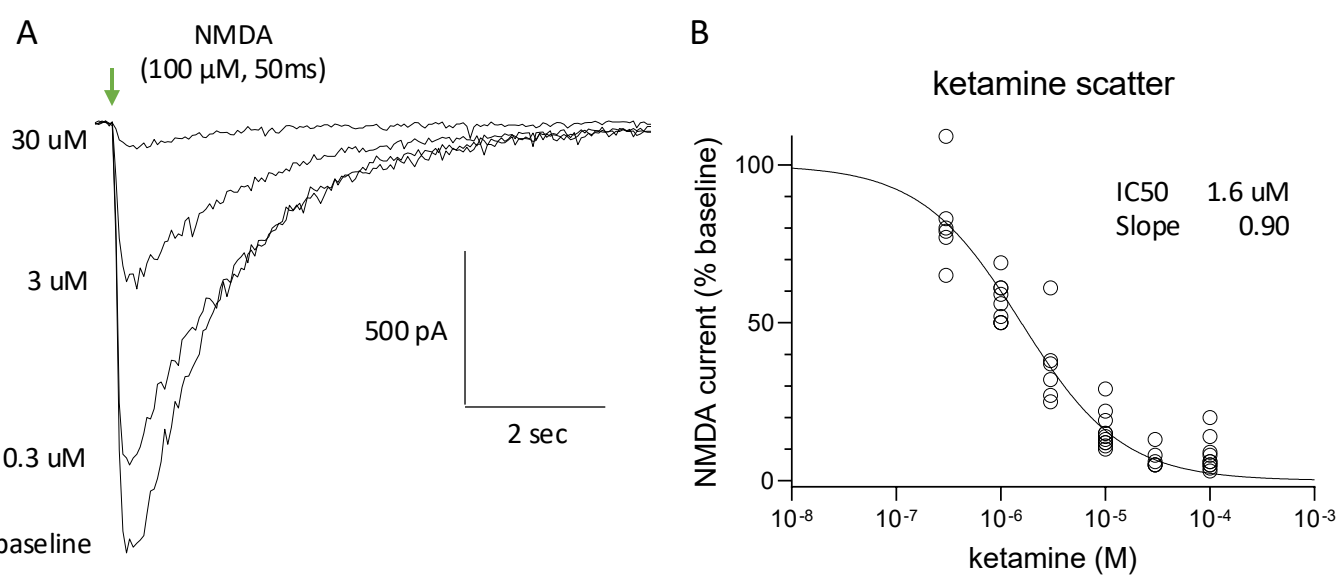 A
NMDA
(100 µM, 50ms)
30 uM
3 uM
0.3 uM
baseline
500 pA
2 sec
B
ketamine scatter
NMDA current (% baseline)
100
50
0
IC50 1.6 uM
Slope 0.90
10-8 10-7 10-6 10-5 10-4 10-3
ketamine (M)